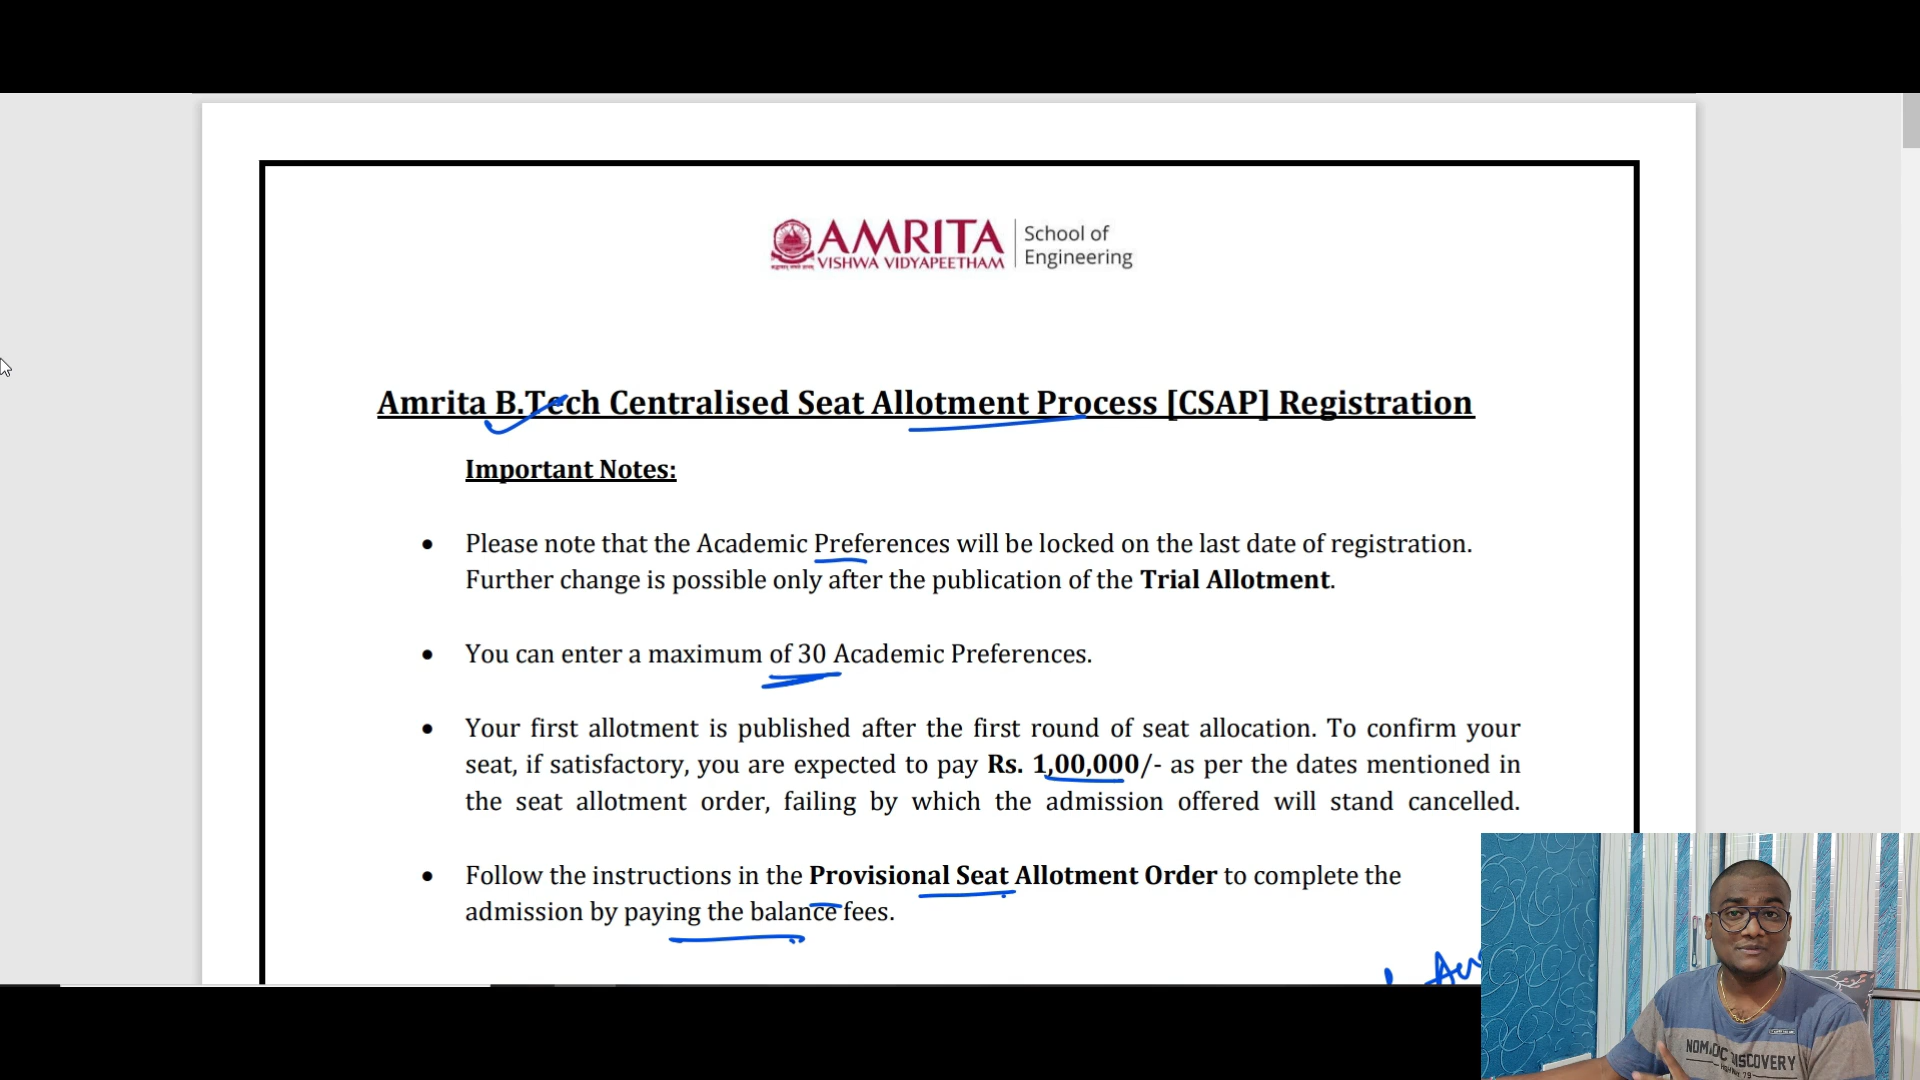 AMRITA
VISHWA VIDYAPEETHAM
School of
Engineering
Amrita B.Tech Centralised Seat Allotment Process [CSAP] Registration
Important Notes:
• Please note that the Academic Preferences will be locked on the last date of registration.
Further change is possible only after the publication of the Trial Allotment.
• You can enter a maximum of 30 Academic Preferences.
• Your first allotment is published after the first round of seat allocation. To confirm your
seat, if satisfactory, you are expected to pay Rs. 1,00,000/- as per the dates mentioned in
the seat allotment order, failing by which the admission offered will stand cancelled.
• Follow the instructions in the Provisional Seat Allotment Order to complete the
admission by paying the balance fees.
NOMADIC DISCOVERY